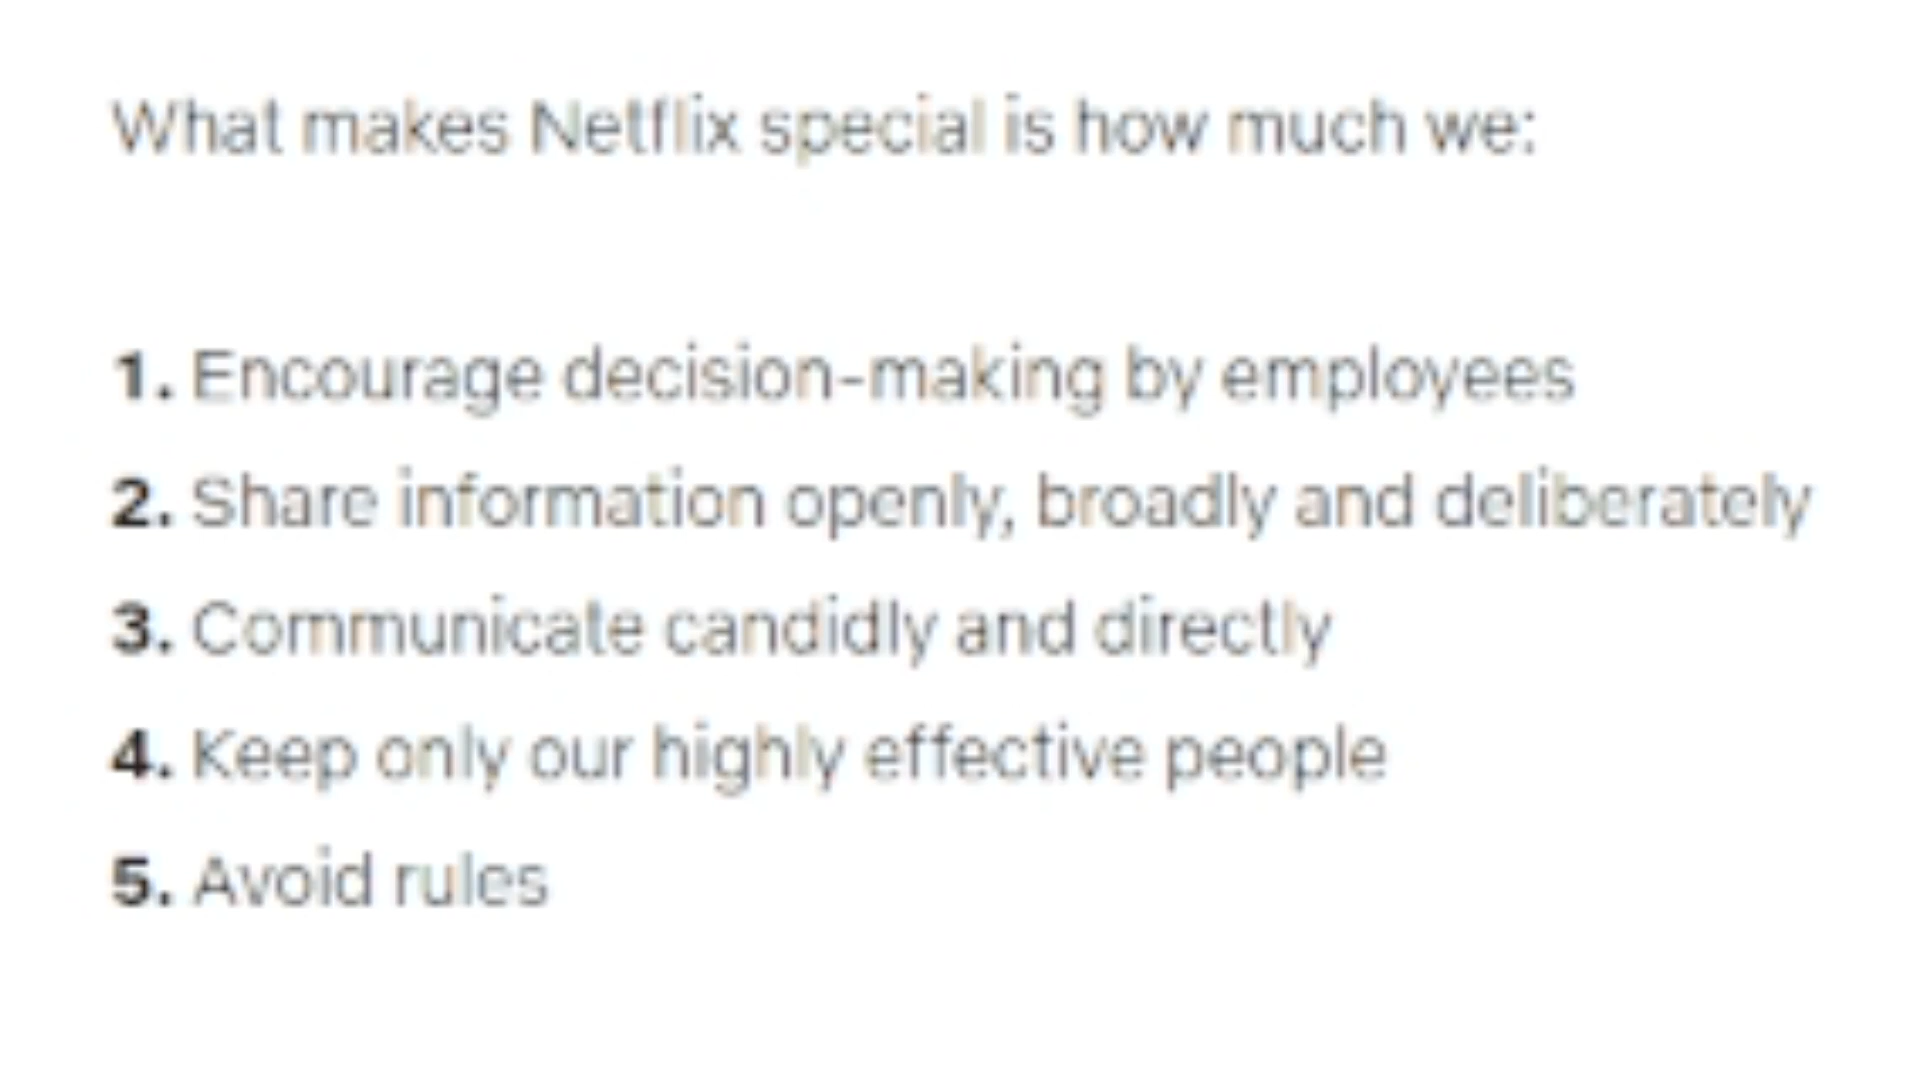 What makes Netflix special is how much we:
1. Encourage decision-making by employees
2. Share information openly, broadly and deliberately
3. Communicate candidly and directly
4. Keep only our highly effective people
5. Avoid rules